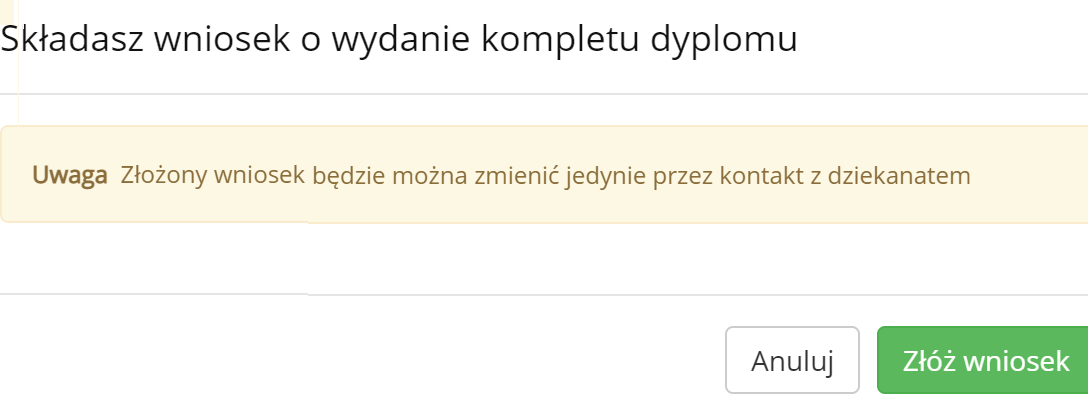 Składasz wniosek o wydanie kompletu dyplomu
Uwaga Złożony wniosek będzie można zmienić jedynie przez kontakt z dziekanatem
Anuluj Złóż wniosek